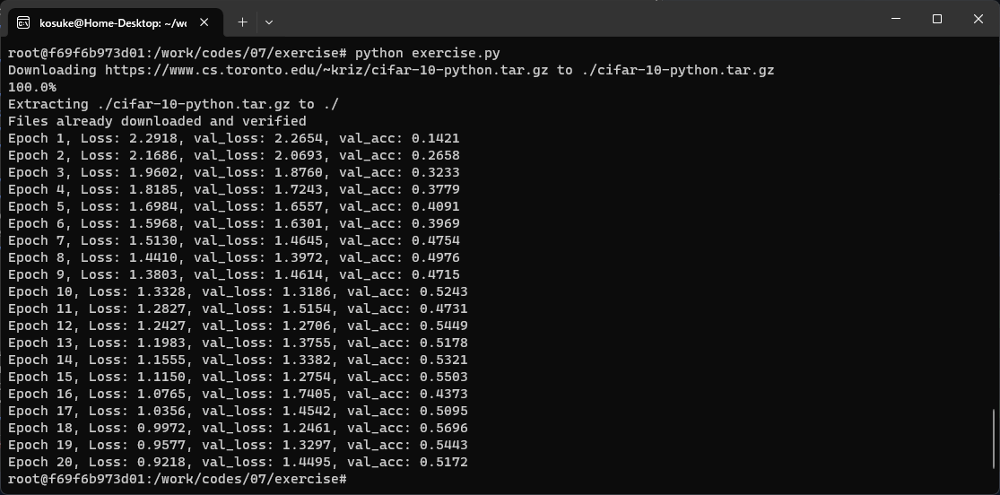 kosuke@Home-Desktop: ~/wo
root@f69f6b973d01:/work/codes/07/exercise# python exercise.py
Downloading https://www.cs.toronto.edu/~kriz/cifar-10-python.tar.gz to ./cifar-10-python.tar.gz
100.0%
Extracting ./cifar-10-python.tar.gz to ./
Files already downloaded and verified
Epoch 1, Loss: 2.2918, val_loss: 2.2654, val_acc: 0.1421
Epoch 2, Loss: 2.1686, val_loss: 2.0693, val_acc: 0.2658
Epoch 3, Loss: 1.9602, val_loss: 1.8760, val_acc: 0.3233
Epoch 4, Loss: 1.8185, val_loss: 1.7243, val_acc: 0.3779
Epoch 5, Loss: 1.6984, val_loss: 1.6557, val_acc: 0.4091
Epoch 6, Loss: 1.5968, val_loss: 1.6301, val_acc: 0.3969
Epoch 7, Loss: 1.5130, val_loss: 1.4645, val_acc: 0.4754
Epoch 8, Loss: 1.4410, val_loss: 1.3972, val_acc: 0.4976
Epoch 9, Loss: 1.3803, val_loss: 1.4614, val_acc: 0.4715
Epoch 10, Loss: 1.3328, val_loss: 1.3186, val_acc: 0.5243
Epoch 11, Loss: 1.2827, val_loss: 1.5154, val_acc: 0.4731
Epoch 12, Loss: 1.2427, val_loss: 1.2706, val_acc: 0.5449
Epoch 13, Loss: 1.1983, val_loss: 1.3755, val_acc: 0.5178
Epoch 14, Loss: 1.1555, val_loss: 1.3382, val_acc: 0.5321
Epoch 15, Loss: 1.1150, val_loss: 1.2754, val_acc: 0.5503
Epoch 16, Loss: 1.0765, val_loss: 1.7405, val_acc: 0.4373
Epoch 17, Loss: 1.0356, val_loss: 1.4542, val_acc: 0.5095
Epoch 18, Loss: 0.9972, val_loss: 1.2461, val_acc: 0.5696
Epoch 19, Loss: 0.9577, val_loss: 1.3297, val_acc: 0.5443
Epoch 20, Loss: 0.9218, val_loss: 1.4495, val_acc: 0.5172
root@f69f6b973d01:/work/codes/07/exercise#